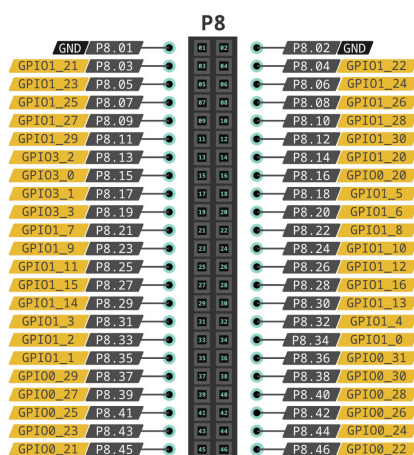 P8
GND P8.01 01 02 P8.02 GND
GPIO1_21 P8.03 03 04 P8.04 GPIO1_22
GPIO1_23 P8.05 05 06 P8.06 GPIO1_24
GPIO1_25 P8.07 07 08 P8.08 GPIO1_26
GPIO1_27 P8.09 09 10 P8.10 GPIO1_28
GPIO1_29 P8.11 11 12 P8.12 GPIO1_30
GPIO3_2 P8.13 13 14 P8.14 GPIO1_20
GPIO3_0 P8.15 15 16 P8.16 GPIO0_20
GPIO3_1 P8.17 17 18 P8.18 GPIO1_5
GPIO3_3 P8.19 19 20 P8.20 GPIO1_6
GPIO1_7 P8.21 21 22 P8.22 GPIO1_8
GPIO1_9 P8.23 23 24 P8.24 GPIO1_10
GPIO1_11 P8.25 25 26 P8.26 GPIO1_12
GPIO1_15 P8.27 27 28 P8.28 GPIO1_16
GPIO1_14 P8.29 29 30 P8.30 GPIO1_13
GPIO1_3 P8.31 31 32 P8.32 GPIO1_4
GPIO1_2 P8.33 33 34 P8.34 GPIO1_0
GPIO1_1 P8.35 35 36 P8.36 GPIO0_31
GPIO0_29 P8.37 37 38 P8.38 GPIO0_30
GPIO0_27 P8.39 39 40 P8.40 GPIO0_28
GPIO0_25 P8.41 41 42 P8.42 GPIO0_26
GPIO0_23 P8.43 43 44 P8.44 GPIO0_24
GPIO0_21 P8.45 45 46 P8.46 GPIO0_22